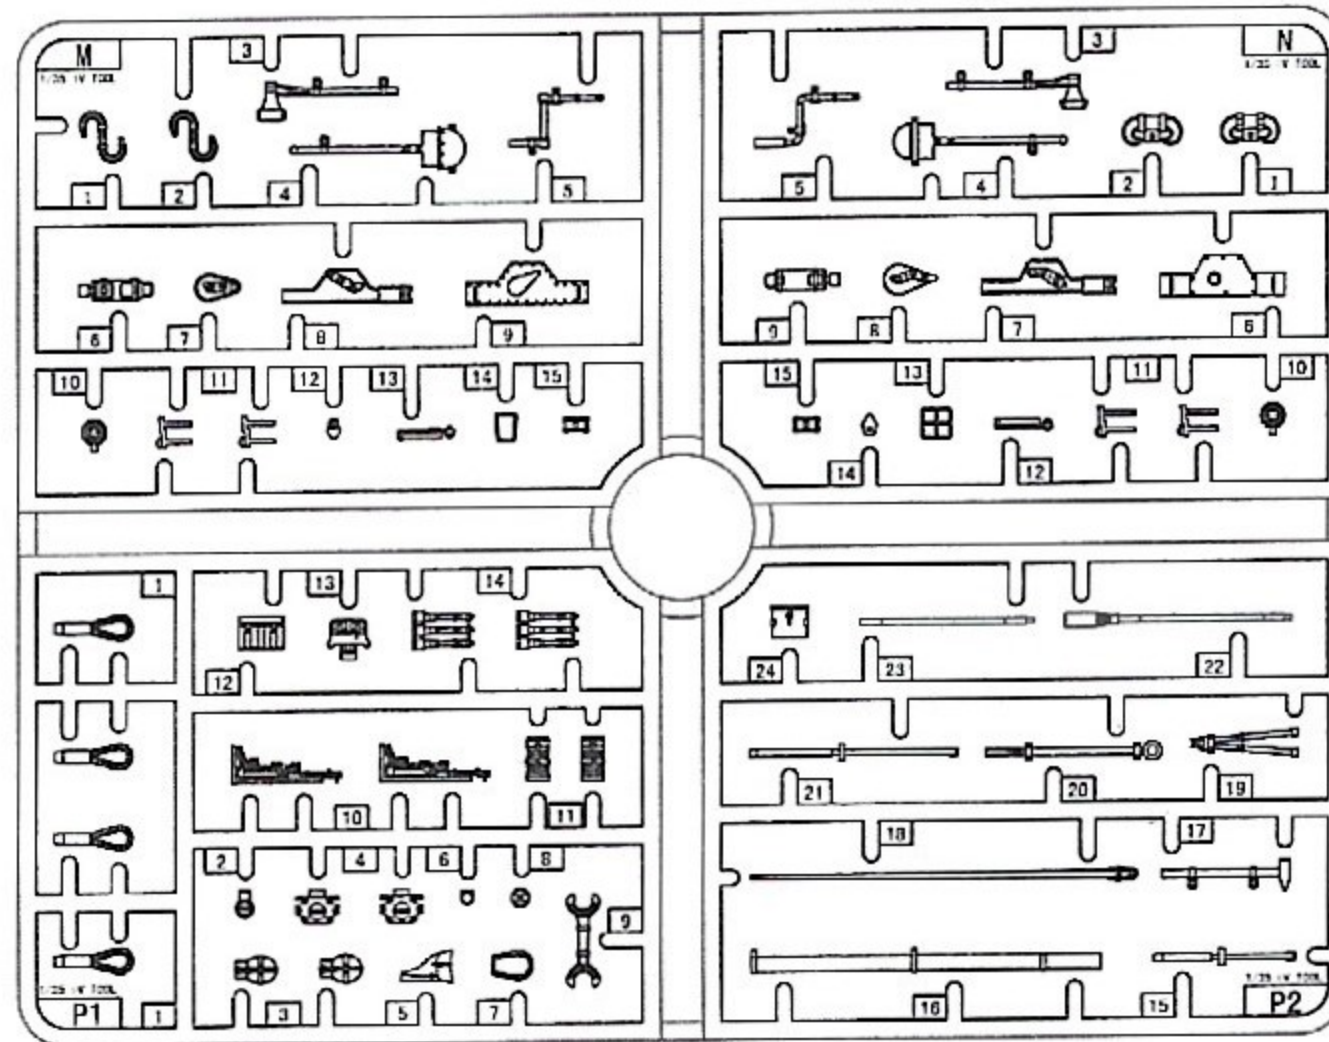 M 3
1/35 IV TOOL
1 2 4 5
6 7 8 9
10 11 12 13 14 15
3 N
1/35 IV TOOL
5 4 2 1
9 8 7 6
15 13 11 10
14 12
1 13 14
12
10 11
2 4 6 8
9
3 5 7
1/35 IV TOOL
P1 1
24 23 22
21 20 19
18 17
16 15
1/35 IV TOOL
P2